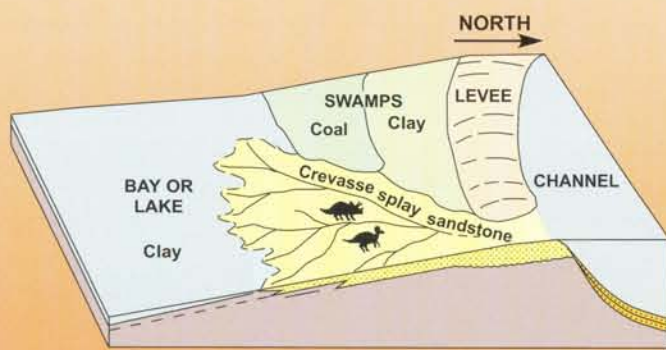 NORTH
SWAMPS
Coal
Clay
LEVEE
CHANNEL
BAY OR
LAKE
Clay
Crevasse splay sandstone